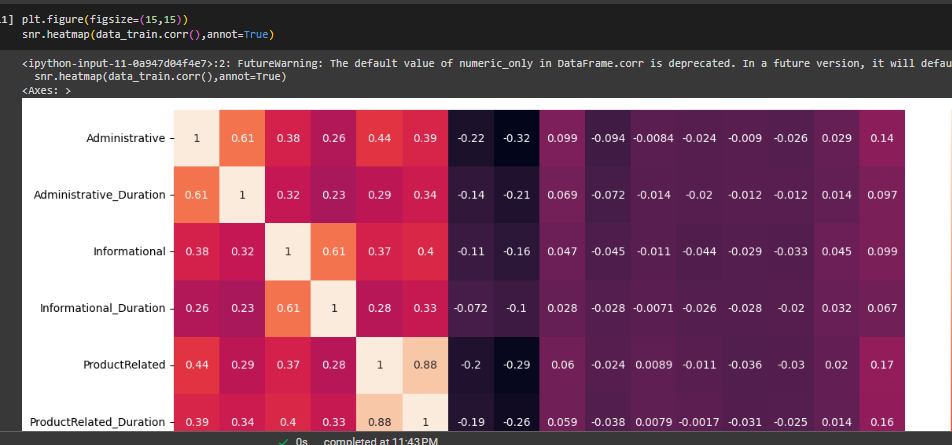 .1] plt.figure(figsize=(15,15))
snr.heatmap(data_train.corr(),annot=True)
<ipython-input-11-0a947d04f4e7>:2: FutureWarning: The default value of numeric_only in DataFrame.corr is deprecated. In a future version, it will defau
snr.heatmap(data_train.corr(),annot=True)
<Axes: >
Administrative - 1 0.61 0.38 0.26 0.44 0.39 -0.22 -0.32 0.099 -0.094 -0.0084 -0.024 -0.009 -0.026 0.029 0.14
Administrative_Duration - 0.61 1 0.32 0.23 0.29 0.34 -0.14 -0.21 0.069 -0.072 -0.014 -0.02 -0.012 -0.012 0.014 0.097
Informational - 0.38 0.32 1 0.61 0.37 0.4 -0.11 -0.16 0.047 -0.045 -0.011 -0.044 -0.029 -0.033 0.045 0.099
Informational_Duration - 0.26 0.23 0.61 1 0.28 0.33 -0.072 -0.1 0.028 -0.028 -0.0071 -0.026 -0.028 -0.02 0.032 0.067
ProductRelated - 0.44 0.29 0.37 0.28 1 0.88 -0.2 -0.29 0.06 -0.024 0.0089 -0.011 -0.036 -0.03 0.02 0.17
ProductRelated_Duration - 0.39 0.34 0.4 0.33 0.88 1 -0.19 -0.26 0.059 -0.038 0.0079 -0.0017 -0.031 -0.025 0.014 0.16
✓ 0s completed at 11:43 PM